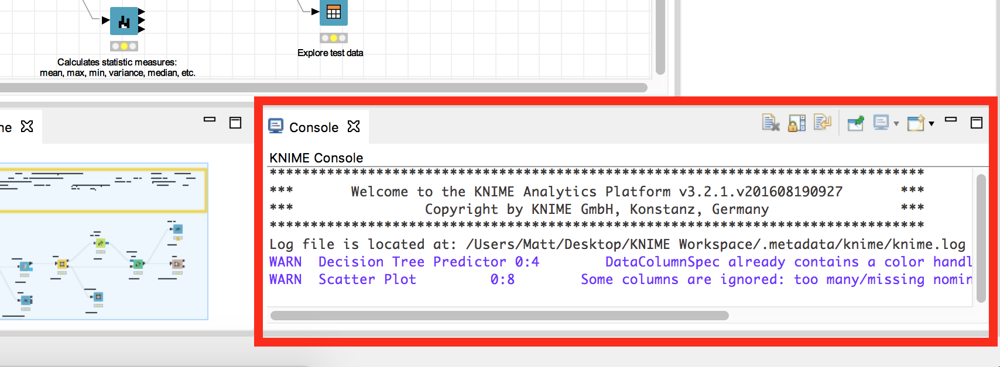 Calculates statistic measures:
mean, max, min, variance, median, etc.
Explore test data
ne
Console
KNIME Console
********************************************************************************
*** Welcome to the KNIME Analytics Platform v3.2.1.v201608190927 ***
*** Copyright by KNIME GmbH, Konstanz, Germany ***
********************************************************************************
Log file is located at: /Users/Matt/Desktop/KNIME Workspace/.metadata/knime/knime.log
WARN Decision Tree Predictor 0:4 DataColumnSpec already contains a color handl
WARN Scatter Plot 0:8 Some columns are ignored: too many/missing nomin